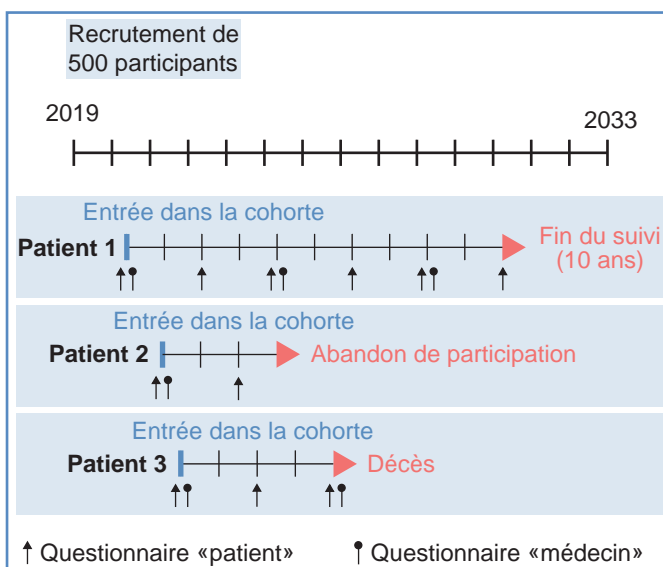 Recrutement de
500 participants
2019
2033
Entrée dans la cohorte
Patient 1
Fin du suivi
(10 ans)
Entrée dans la cohorte
Patient 2
Abandon de participation
Entrée dans la cohorte
Patient 3
Décès
Questionnaire «patient»
Questionnaire «médecin»